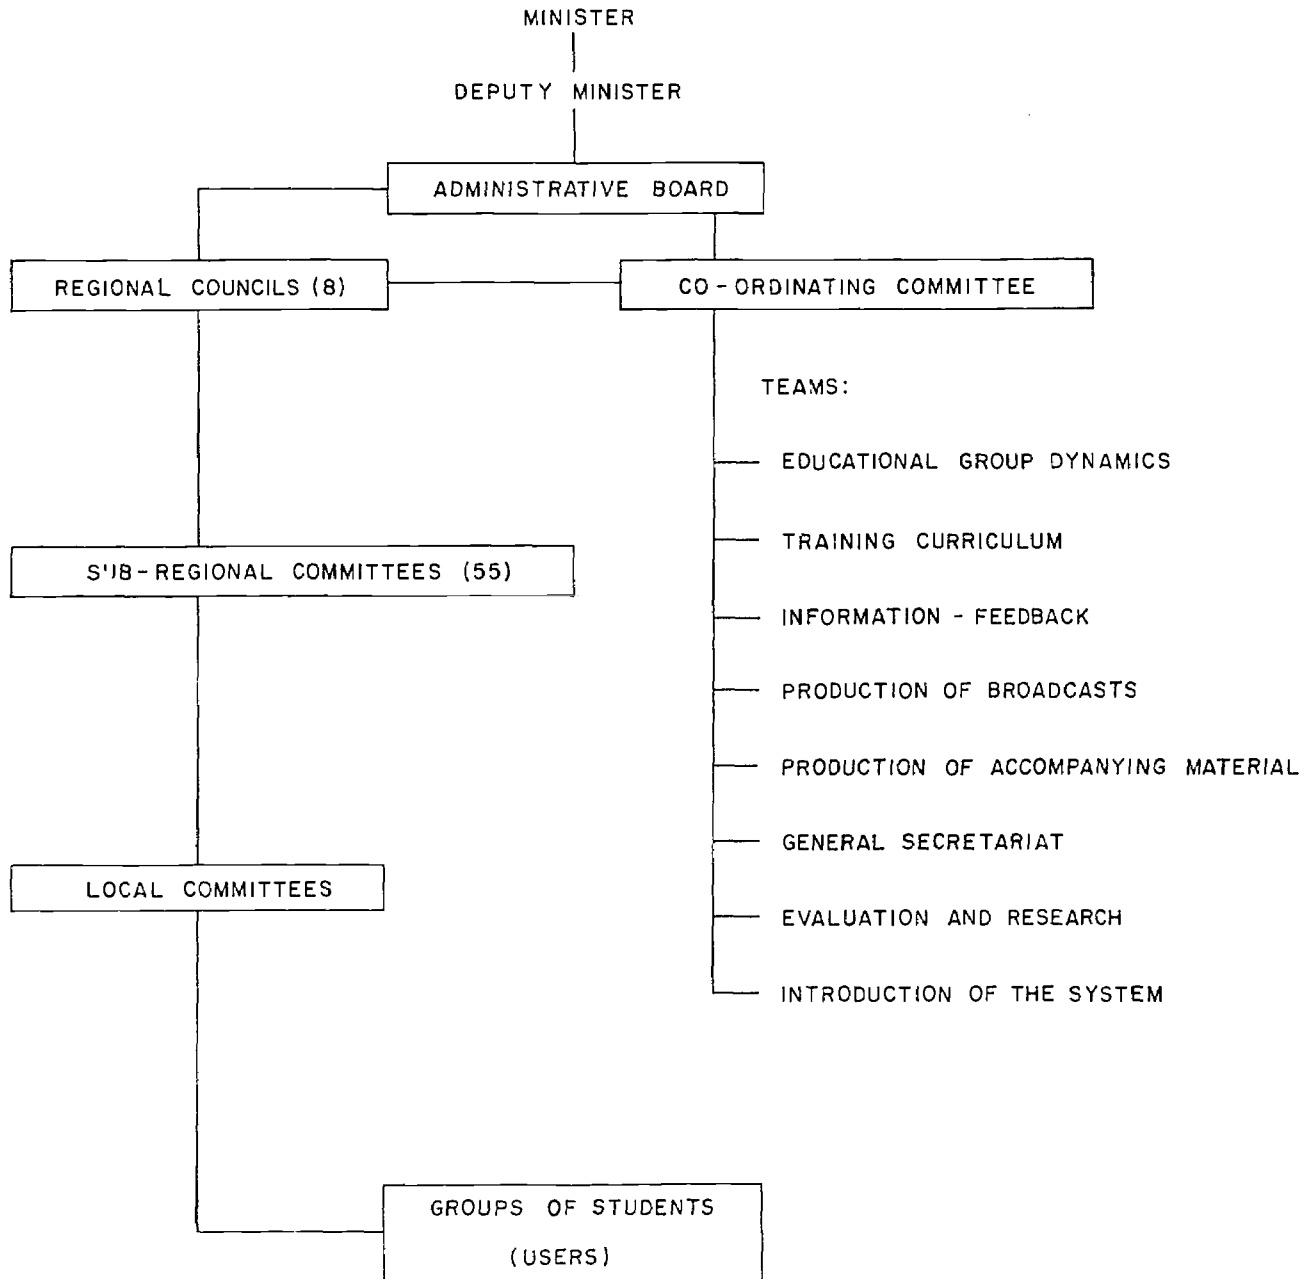 MINISTER
DEPUTY MINISTER
ADMINISTRATIVE BOARD
REGIONAL COUNCILS (8)
CO-ORDINATING COMMITTEE
TEAMS:
EDUCATIONAL GROUP DYNAMICS
TRAINING CURRICULUM
SUB-REGIONAL COMMITTEES (55)
INFORMATION - FEEDBACK
PRODUCTION OF BROADCASTS
PRODUCTION OF ACCOMPANYING MATERIAL
GENERAL SECRETARIAT
LOCAL COMMITTEES
EVALUATION AND RESEARCH
INTRODUCTION OF THE SYSTEM
GROUPS OF STUDENTS
(USERS)